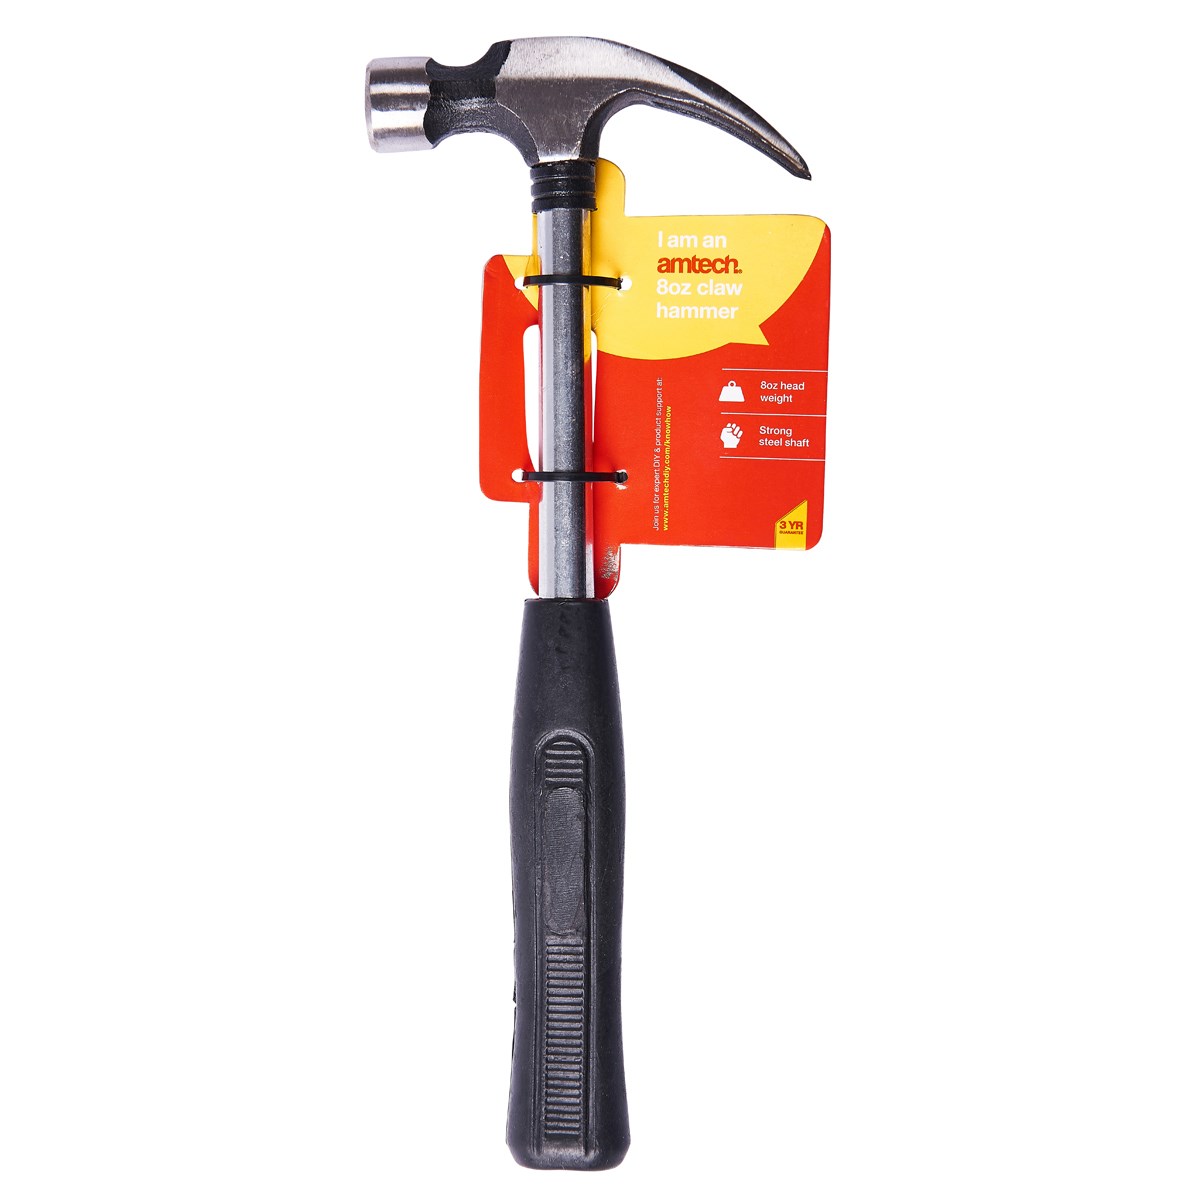 I am an
amtech.
8oz claw
hammer
8oz head
weight
Strong
steel shaft
Join us for expert DIY & product support at:
www.amtechdiy.com/knowhow
3 YR
GUARANTEE